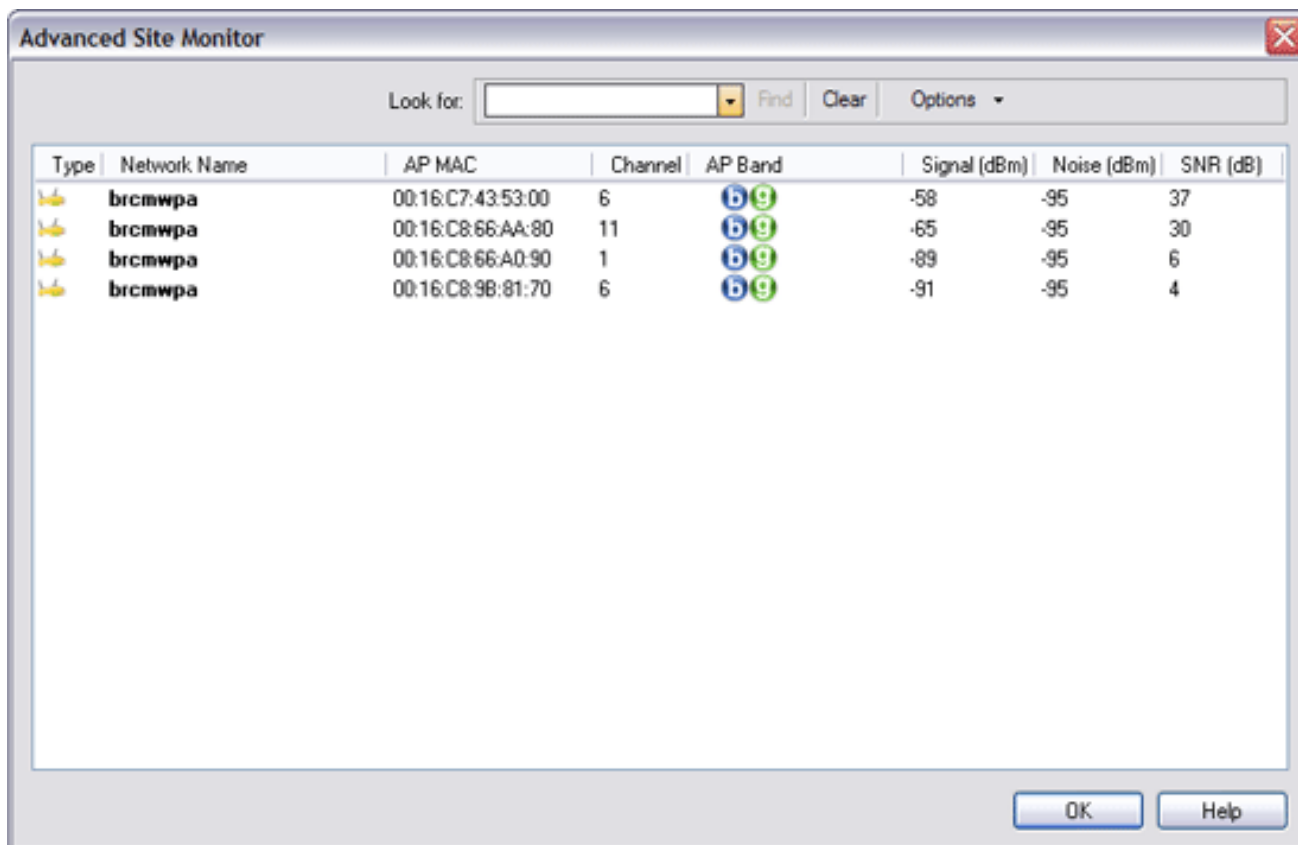 Advanced Site Monitor
Look for: Find Clear Options
Type Network Name AP MAC Channel AP Band Signal (dBm) Noise (dBm) SNR (dB)
brcmwpa 00:16:C7:43:53:00 6 b g -58 -95 37
brcmwpa 00:16:C8:66:AA:80 11 b g -65 -95 30
brcmwpa 00:16:C8:66:A0:90 1 b g -89 -95 6
brcmwpa 00:16:C8:9B:81:70 6 b g -91 -95 4
OK Help